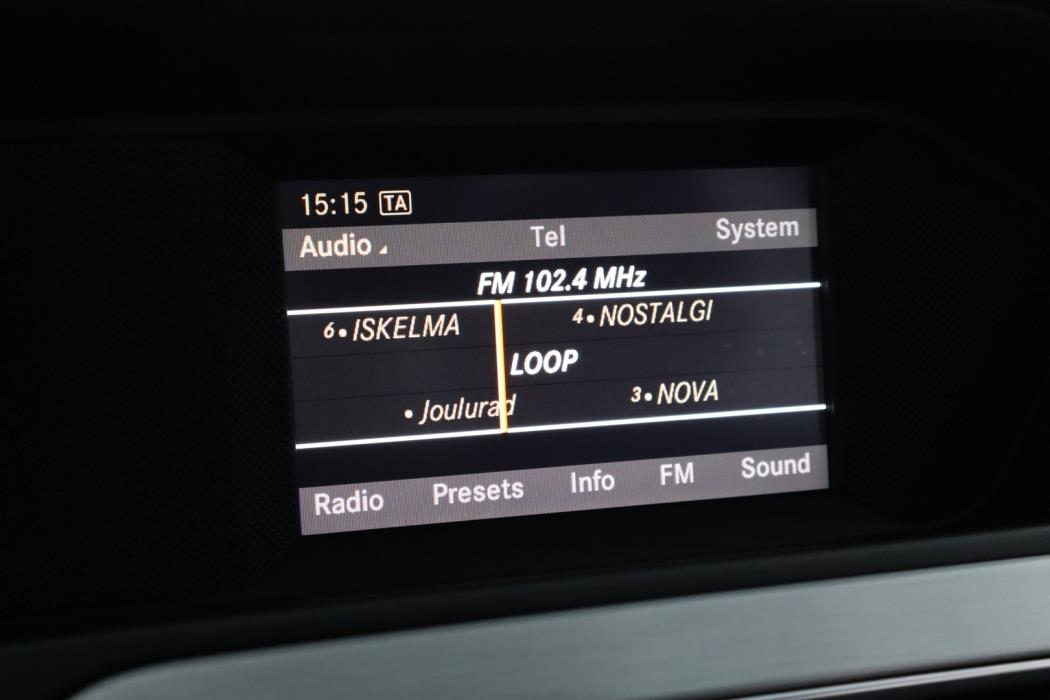 15:15 TA
Audio Tel System
FM 102.4 MHz
6•ISKELMA 4•NOSTALGI
LOOP
•Joulurad 3•NOVA
Radio Presets Info FM Sound